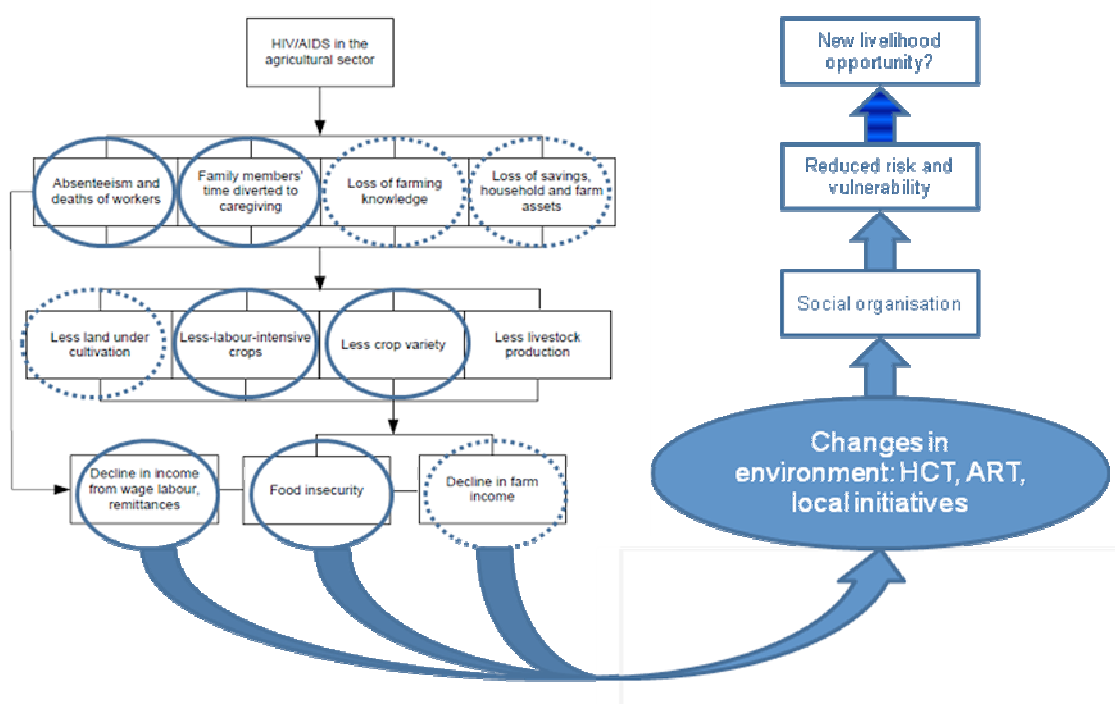 HIV/AIDS in the
agricultural sector
Absenteeism and
deaths of workers
Family members'
time diverted to
caregiving
Loss of farming
knowledge
Loss of savings,
household and farm
assets
Less land under
cultivation
Less-labour-intensive
crops
Less crop variety
Less livestock
production
Decline in income
from wage labour,
remittances
Food insecurity
Decline in farm
income
New livelihood
opportunity?
Reduced risk and
vulnerability
Social organisation
Changes in
environment: HCT, ART,
local initiatives